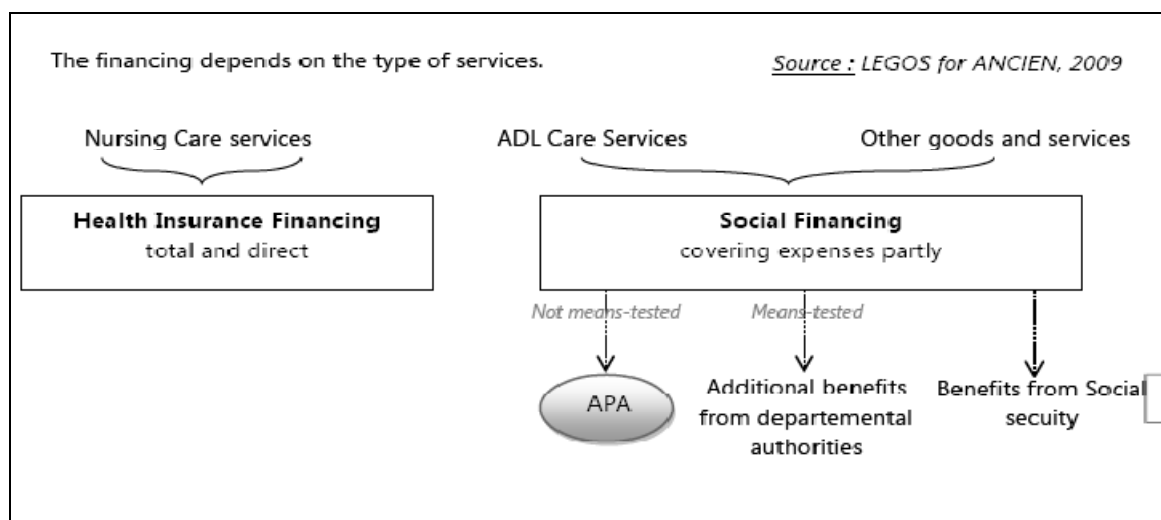 The financing depends on the type of services.
Source : LEGOS for ANCIEN, 2009
Nursing Care services
ADL Care Services
Other goods and services
Health Insurance Financing
total and direct
Social Financing
covering expenses partly
Not means-tested
Means-tested
APA
Additional benefits
from departemental
authorities
Benefits from Social
secuity